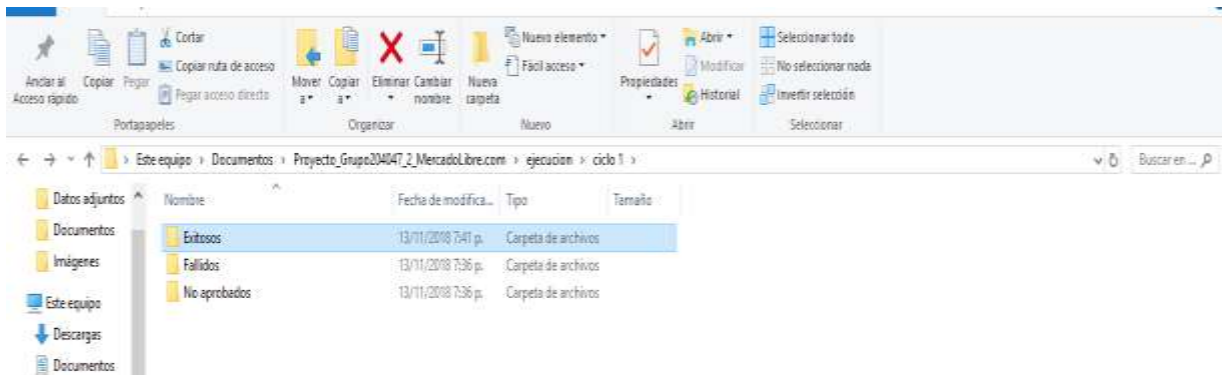 Anclar al Acceso rápido
Copiar
Pegar
Cortar
Copiar ruta de acceso
Pegar acceso directo
Portapapeles
Mover a
Copiar a
Eliminar
Cambiar nombre
Organizar
Nueva carpeta
Nuevo elemento
Fácil acceso
Nuevo
Propiedades
Abrir
Modificar
Historial
Abrir
Seleccionar todo
No seleccionar nada
Invertir selección
Seleccionar
Este equipo > Documentos > Proyecto_Grupo204047_2_MercadoLibre.com > ejecucion > ciclo 1 >
Buscar en ...
Datos adjuntos
Documentos
Imágenes
Este equipo
Descargas
Documentos
Nombre Fecha de modifica... Tipo Tamaño
Exitosos 13/11/2018 7:41 p. Carpeta de archivos
Fallidos 13/11/2018 7:36 p. Carpeta de archivos
No aprobados 13/11/2018 7:36 p. Carpeta de archivos